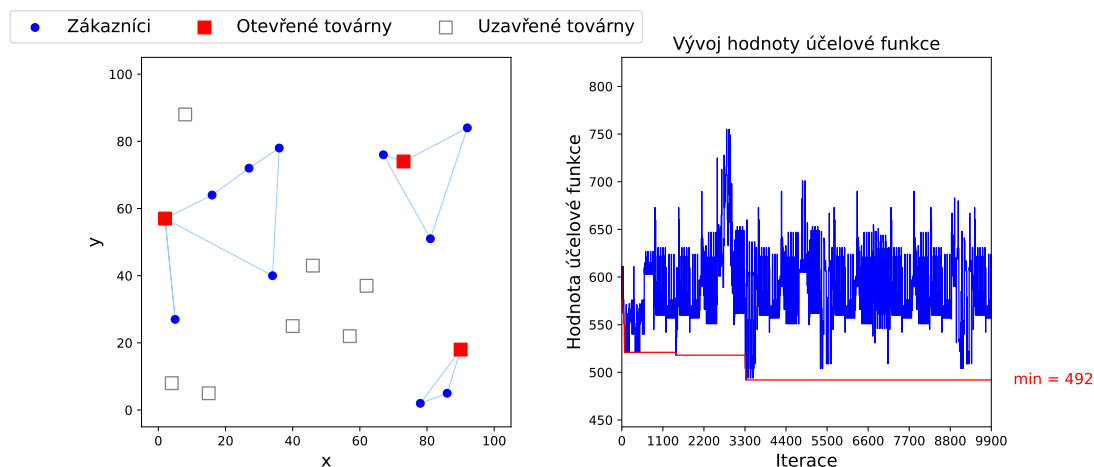 Zákazníci Otevřené továrny Uzavřené továrny
100
80
60
40
20
0
y
0 20 40 60 80 100
x
Vývoj hodnoty účelové funkce
800
750
700
650
600
550
500
450
Hodnota účelové funkce
min = 492
0 1100 2200 3300 4400 5500 6600 7700 8800 9900
Iterace